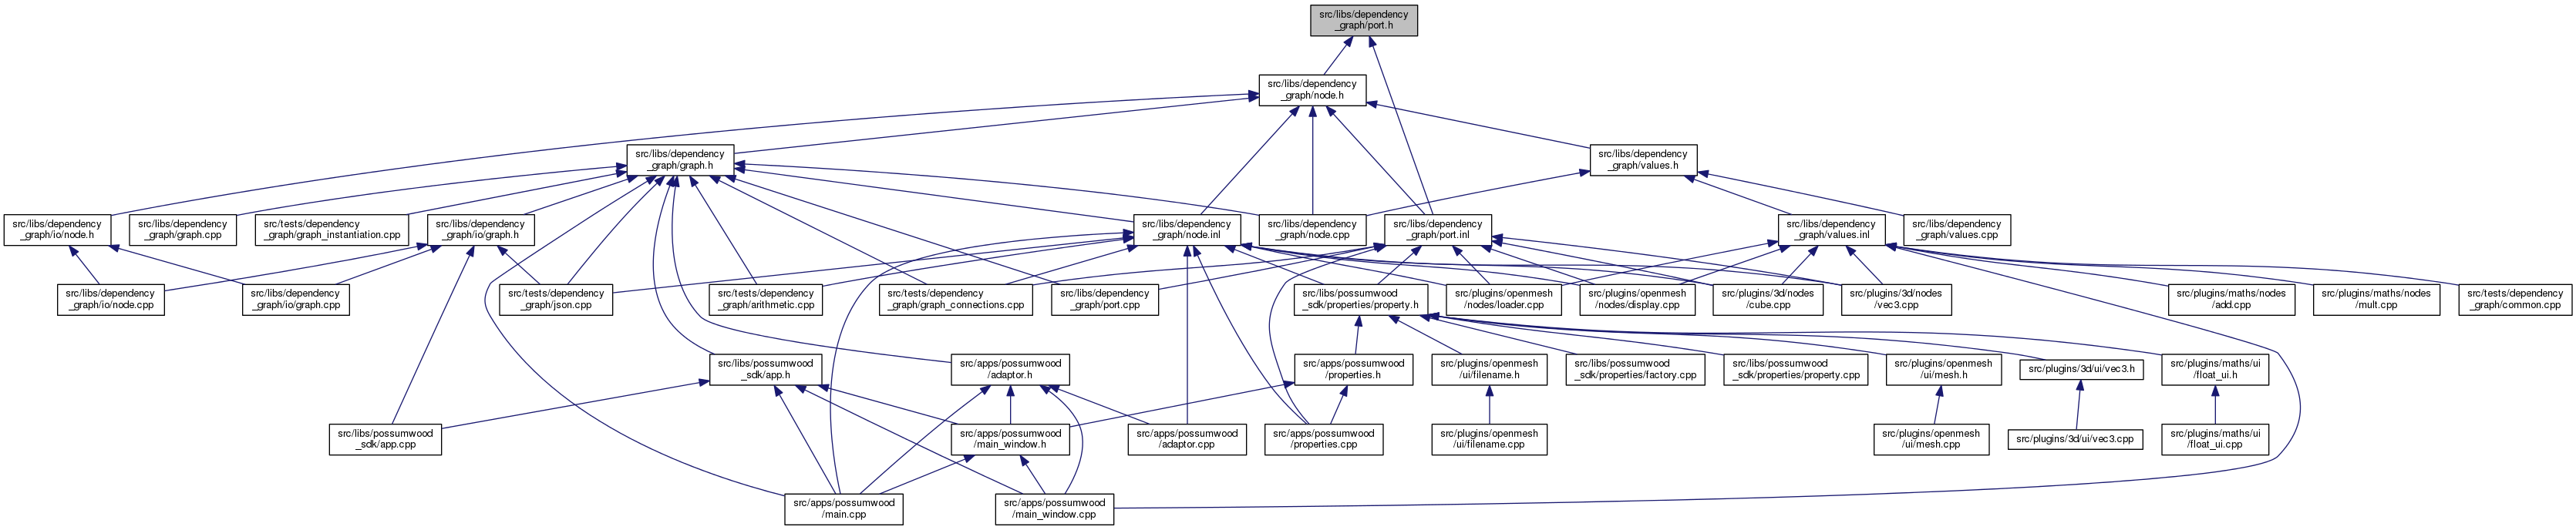 src/libs/dependency
_graph/port.h
src/libs/dependency
_graph/node.h
src/libs/dependency
_graph/graph.h
src/libs/dependency
_graph/values.h
src/libs/dependency
_graph/io/node.h
src/libs/dependency
_graph/graph.cpp
src/tests/dependency
_graph/graph_instantiation.cpp
src/libs/dependency
_graph/io/graph.h
src/libs/dependency
_graph/node.inl
src/libs/dependency
_graph/node.cpp
src/libs/dependency
_graph/port.inl
src/libs/dependency
_graph/values.inl
src/libs/dependency
_graph/values.cpp
src/libs/dependency
_graph/io/node.cpp
src/libs/dependency
_graph/io/graph.cpp
src/tests/dependency
_graph/json.cpp
src/tests/dependency
_graph/arithmetic.cpp
src/tests/dependency
_graph/graph_connections.cpp
src/libs/dependency
_graph/port.cpp
src/libs/possumwood
_sdk/properties/property.h
src/plugins/openmesh
/nodes/loader.cpp
src/plugins/openmesh
/nodes/display.cpp
src/plugins/3d/nodes
/cube.cpp
src/plugins/3d/nodes
/vec3.cpp
src/plugins/maths/nodes
/add.cpp
src/plugins/maths/nodes
/mult.cpp
src/tests/dependency
_graph/common.cpp
src/libs/possumwood
_sdk/app.h
src/apps/possumwood
/adaptor.h
src/apps/possumwood
/properties.h
src/plugins/openmesh
/ui/filename.h
src/libs/possumwood
_sdk/properties/factory.cpp
src/libs/possumwood
_sdk/properties/property.cpp
src/plugins/openmesh
/ui/mesh.h
src/plugins/3d/ui/vec3.h
src/plugins/maths/ui
/float_ui.h
src/libs/possumwood
_sdk/app.cpp
src/apps/possumwood
/main_window.h
src/apps/possumwood
/adaptor.cpp
src/apps/possumwood
/properties.cpp
src/plugins/openmesh
/ui/filename.cpp
src/plugins/openmesh
/ui/mesh.cpp
src/plugins/3d/ui/vec3.cpp
src/plugins/maths/ui
/float_ui.cpp
src/apps/possumwood
/main.cpp
src/apps/possumwood
/main_window.cpp